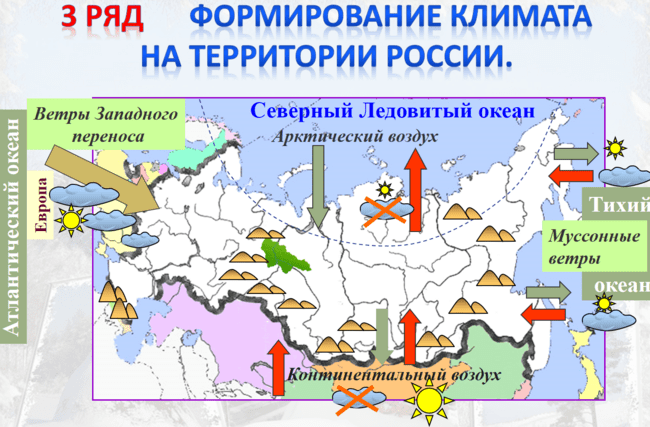 3 РЯД ФОРМИРОВАНИЕ КЛИМАТА
НА ТЕРРИТОРИИ РОССИИ.
Ветры Западного
переноса
Северный Ледовитый океан
Арктический воздух
Атлантический океан
Европа
Тихий
Муссонные
ветры
океан
Континентальный воздух